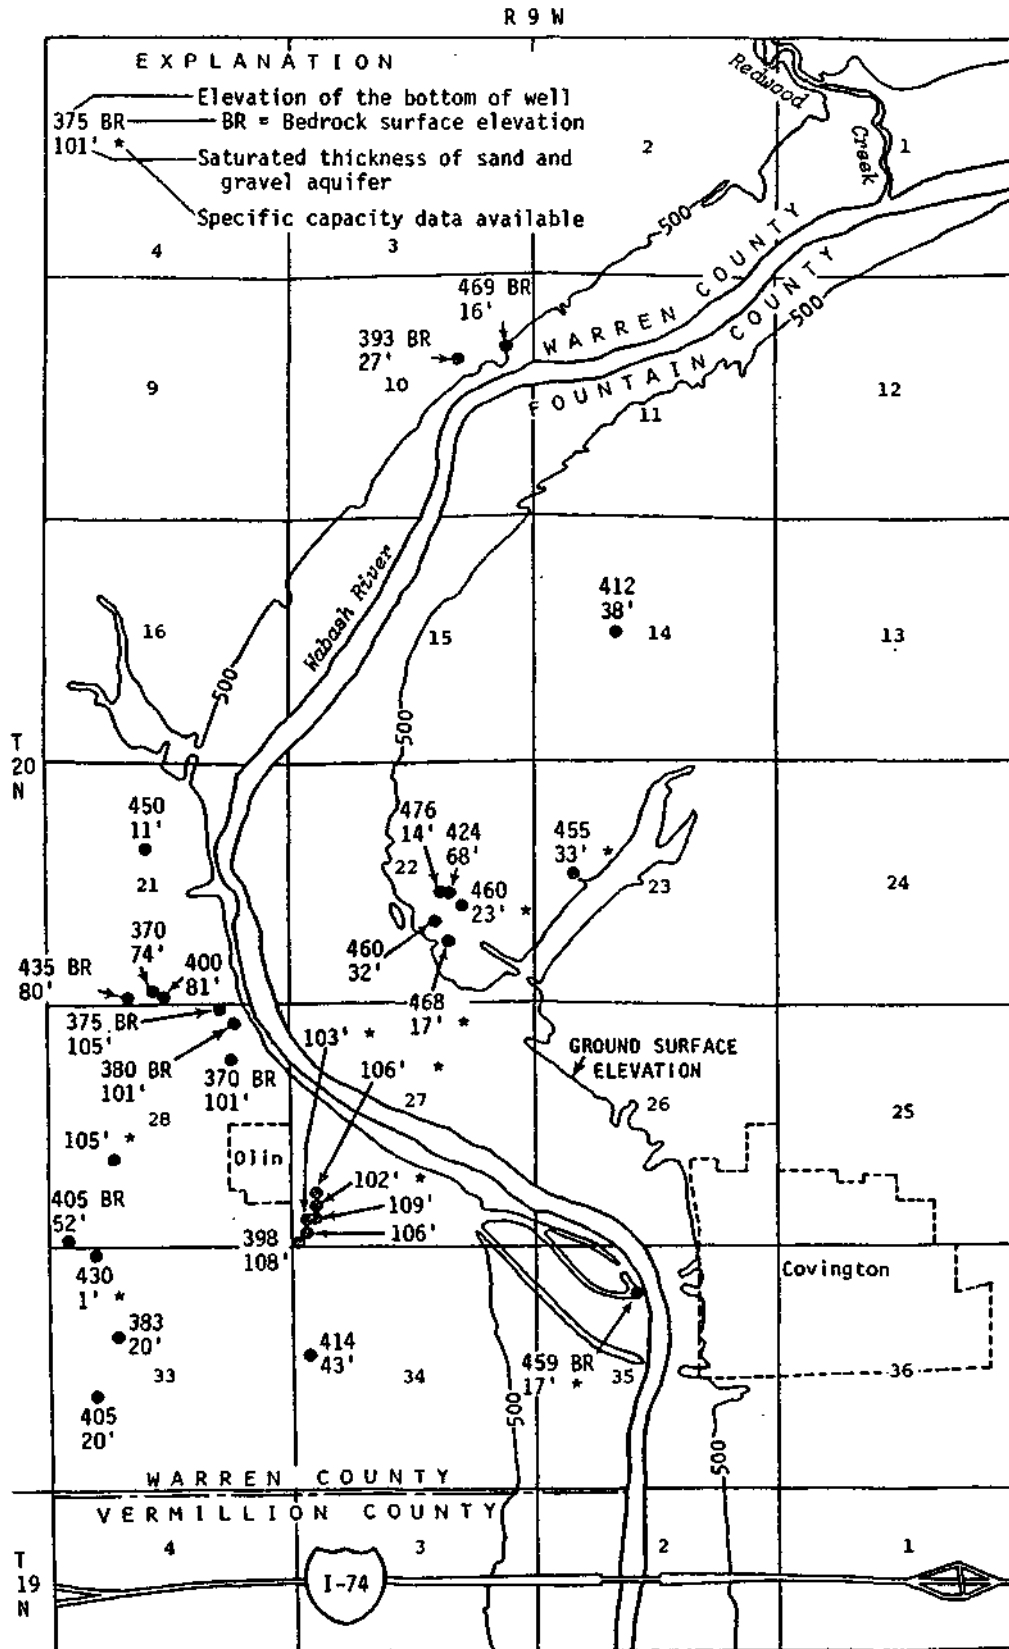 R 9 W
EXPLANATION
Elevation of the bottom of well
375 BR
BR = Bedrock surface elevation
101' *
Saturated thickness of sand and
gravel aquifer
Specific capacity data available
Redwood
Creek
2
1
4
3
500
WARREN COUNTY
FOUNTAIN COUNTY
500
469 BR
16'
393 BR
27'
9
10
11
12
Wabash River
412
38'
16
15
14
13
500
500
T
20
N
450
11'
476
14'
424
68'
455
33' *
22
21
23
24
460
23' *
460
32'
370
74'
400
81'
435 BR
80'
468
17' *
375 BR
105'
103' *
GROUND SURFACE
ELEVATION
380 BR
101'
370 BR
101'
106' *
27
26
25
28
105' *
Olin
102' *
109'
106'
405 BR
52'
398
108'
Covington
430
1' *
383
20'
414
43'
459 BR
17' *
33
34
35
36
405
20'
500
500
WARREN COUNTY
VERMILLION COUNTY
4
3
2
1
T
19
N
I-74